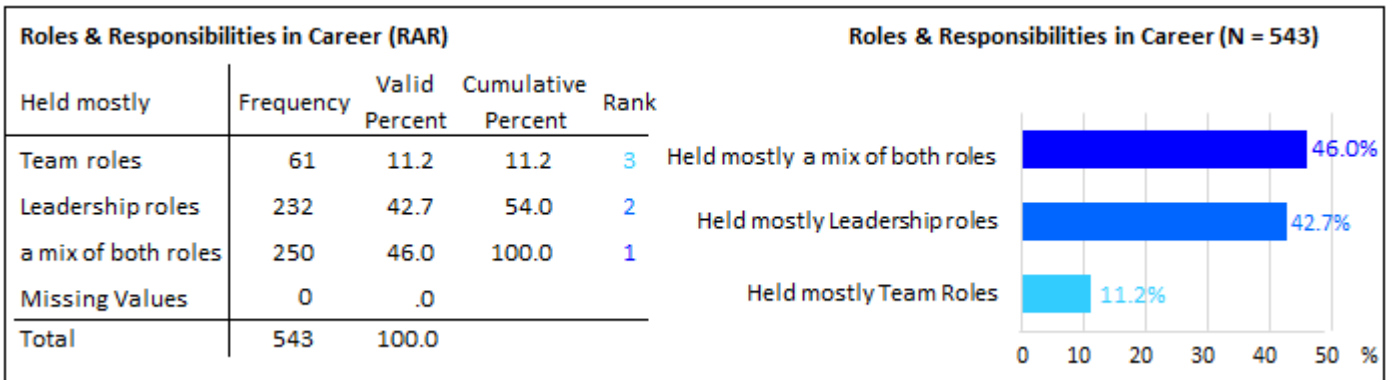 Roles & Responsibilities in Career (RAR)
Held mostly Frequency Valid Percent Cumulative Percent Rank
Team roles 61 11.2 11.2 3
Leadership roles 232 42.7 54.0 2
a mix of both roles 250 46.0 100.0 1
Missing Values 0 .0
Total 543 100.0
Roles & Responsibilities in Career (N = 543)
Held mostly a mix of both roles 46.0%
Held mostly Leadership roles 42.7%
Held mostly Team Roles 11.2%
0 10 20 30 40 50 %